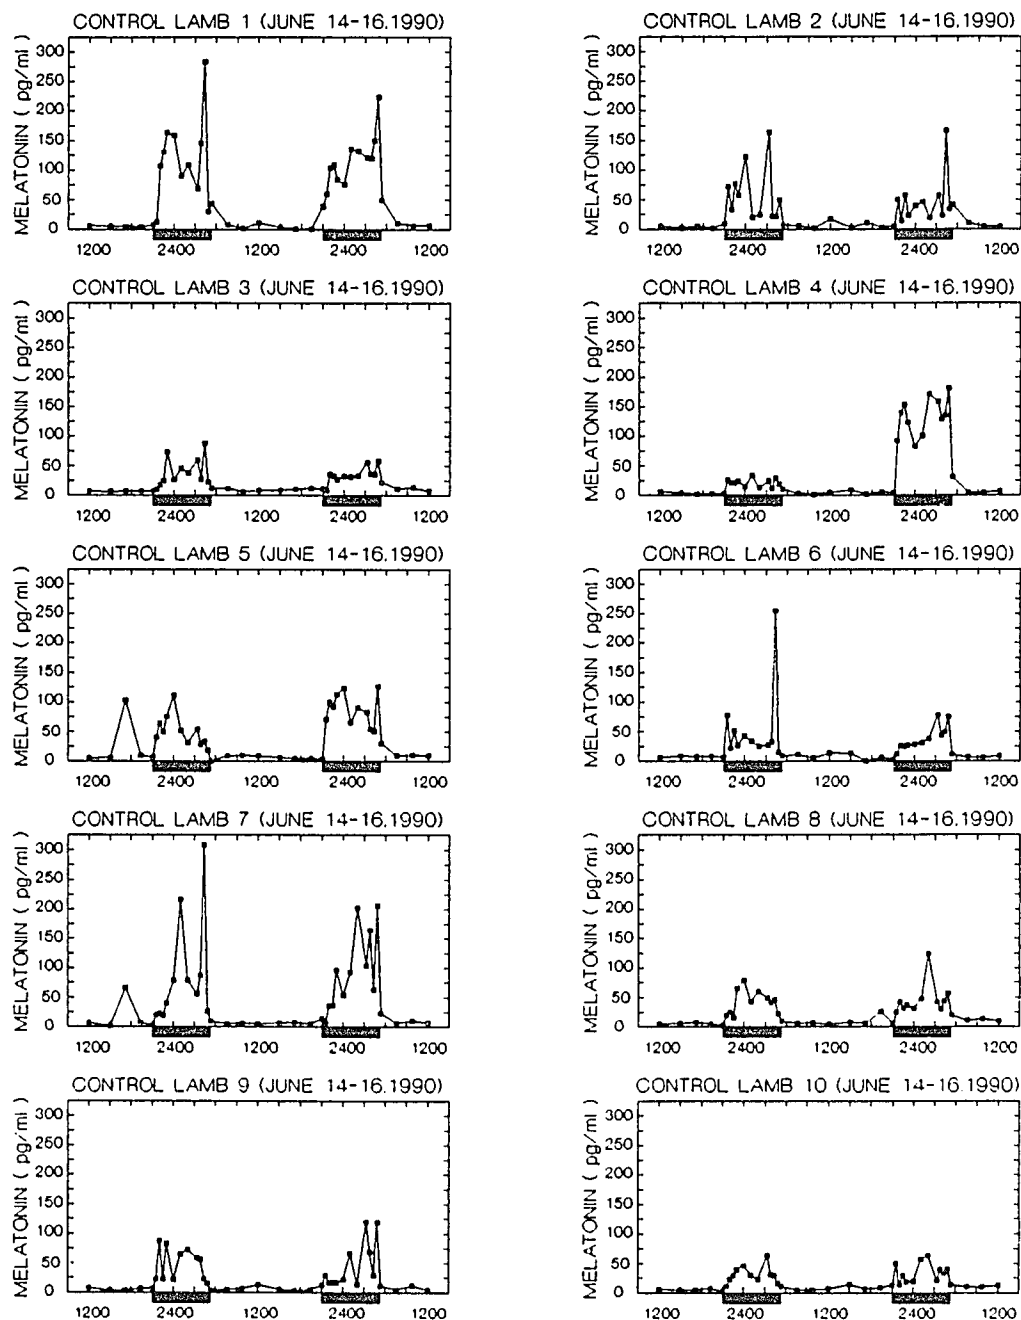 CONTROL LAMB 1 (JUNE 14-16.1990)
MELATONIN ( pg/ml )
300
250
200
150
100
50
0
1200 2400 1200 2400 1200
CONTROL LAMB 2 (JUNE 14-16.1990)
MELATONIN ( pg/ml )
300
250
200
150
100
50
0
1200 2400 1200 2400 1200
CONTROL LAMB 3 (JUNE 14-16.1990)
MELATONIN ( pg/ml )
300
250
200
150
100
50
0
1200 2400 1200 2400 1200
CONTROL LAMB 4 (JUNE 14-16.1990)
MELATONIN ( pg/ml )
300
250
200
150
100
50
0
1200 2400 1200 2400 1200
CONTROL LAMB 5 (JUNE 14-16.1990)
MELATONIN ( pg/ml )
300
250
200
150
100
50
0
1200 2400 1200 2400 1200
CONTROL LAMB 6 (JUNE 14-16.1990)
MELATONIN ( pg/ml )
300
250
200
150
100
50
0
1200 2400 1200 2400 1200
CONTROL LAMB 7 (JUNE 14-16.1990)
MELATONIN ( pg/ml )
300
250
200
150
100
50
0
1200 2400 1200 2400 1200
CONTROL LAMB 8 (JUNE 14-16.1990)
MELATONIN ( pg/ml )
300
250
200
150
100
50
0
1200 2400 1200 2400 1200
CONTROL LAMB 9 (JUNE 14-16.1990)
MELATONIN ( pg/ml )
300
250
200
150
100
50
0
1200 2400 1200 2400 1200
CONTROL LAMB 10 (JUNE 14-16.1990)
MELATONIN ( pg/ml )
300
250
200
150
100
50
0
1200 2400 1200 2400 1200